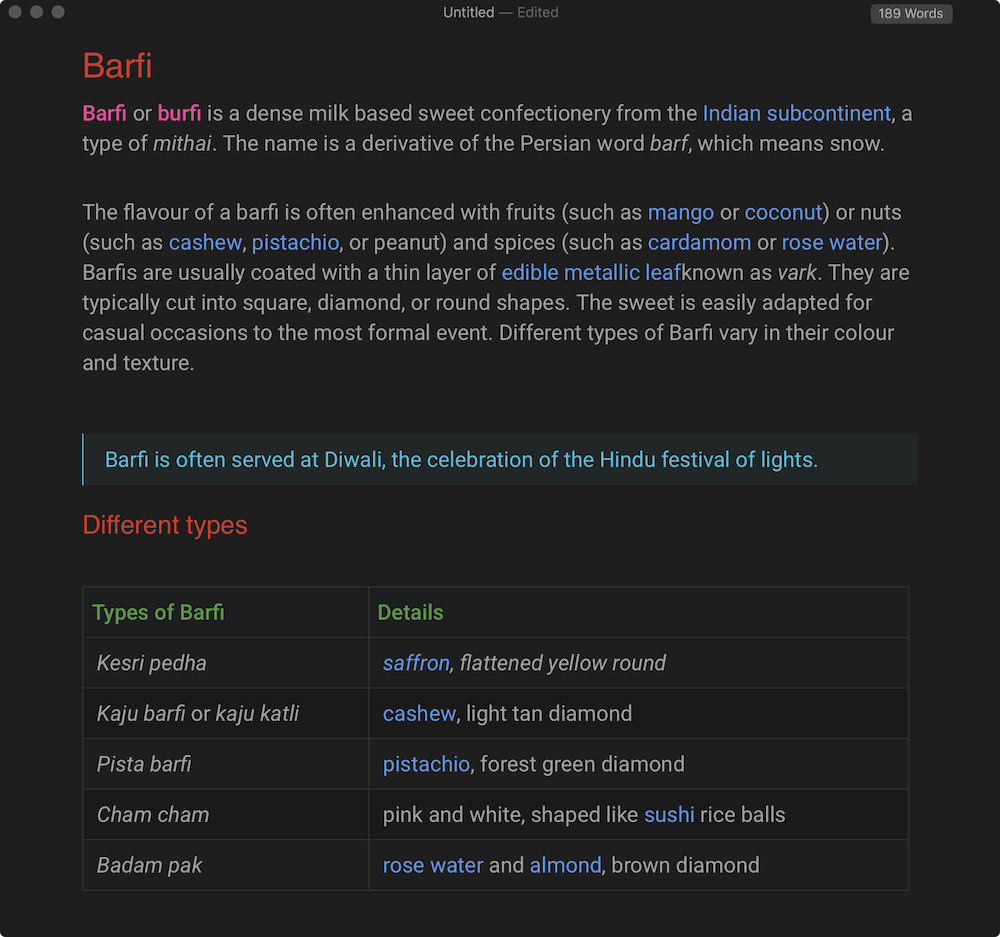 Untitled — Edited
189 Words
Barfi
Barfi or burfi is a dense milk based sweet confectionery from the Indian subcontinent, a
type of mithai. The name is a derivative of the Persian word barf, which means snow.
The flavour of a barfi is often enhanced with fruits (such as mango or coconut) or nuts
(such as cashew, pistachio, or peanut) and spices (such as cardamom or rose water).
Barfis are usually coated with a thin layer of edible metallic leafknown as vark. They are
typically cut into square, diamond, or round shapes. The sweet is easily adapted for
casual occasions to the most formal event. Different types of Barfi vary in their colour
and texture.
Barfi is often served at Diwali, the celebration of the Hindu festival of lights.
Different types
Types of Barfi Details
Kesri pedha saffron, flattened yellow round
Kaju barfi or kaju katli cashew, light tan diamond
Pista barfi pistachio, forest green diamond
Cham cham pink and white, shaped like sushi rice balls
Badam pak rose water and almond, brown diamond